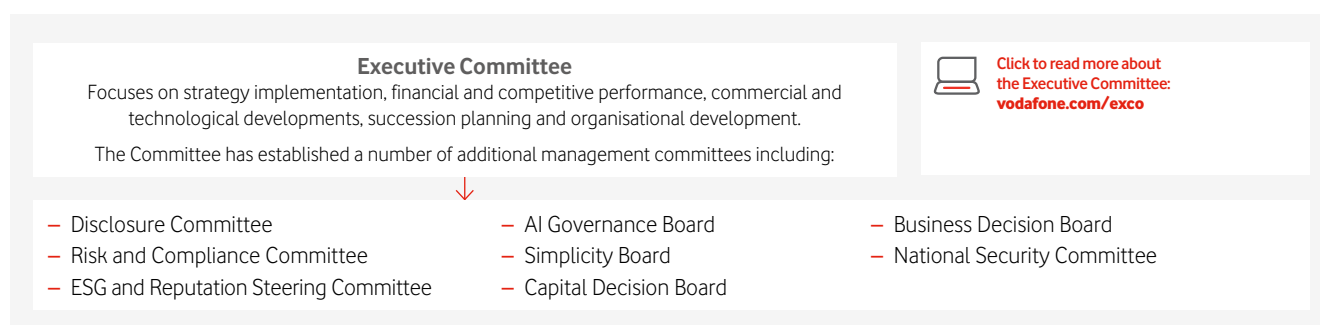 Executive Committee
Focuses on strategy implementation, financial and competitive performance, commercial and
technological developments, succession planning and organisational development.
The Committee has established a number of additional management committees including:
Click to read more about
the Executive Committee:
vodafone.com/exco
– Disclosure Committee
– Risk and Compliance Committee
– ESG and Reputation Steering Committee
– AI Governance Board
– Simplicity Board
– Capital Decision Board
– Business Decision Board
– National Security Committee